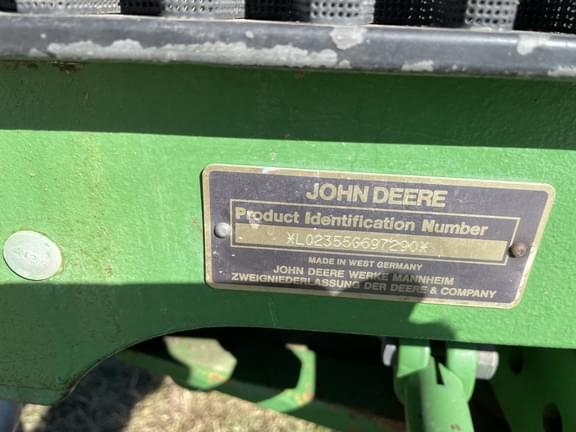 JOHN DEERE
Product Identification Number
*L02355G697290*
MADE IN WEST GERMANY
JOHN DEERE WERKE MANNHEIM
ZWEIGNIEDERLASSUNG DER DEERE & COMPANY